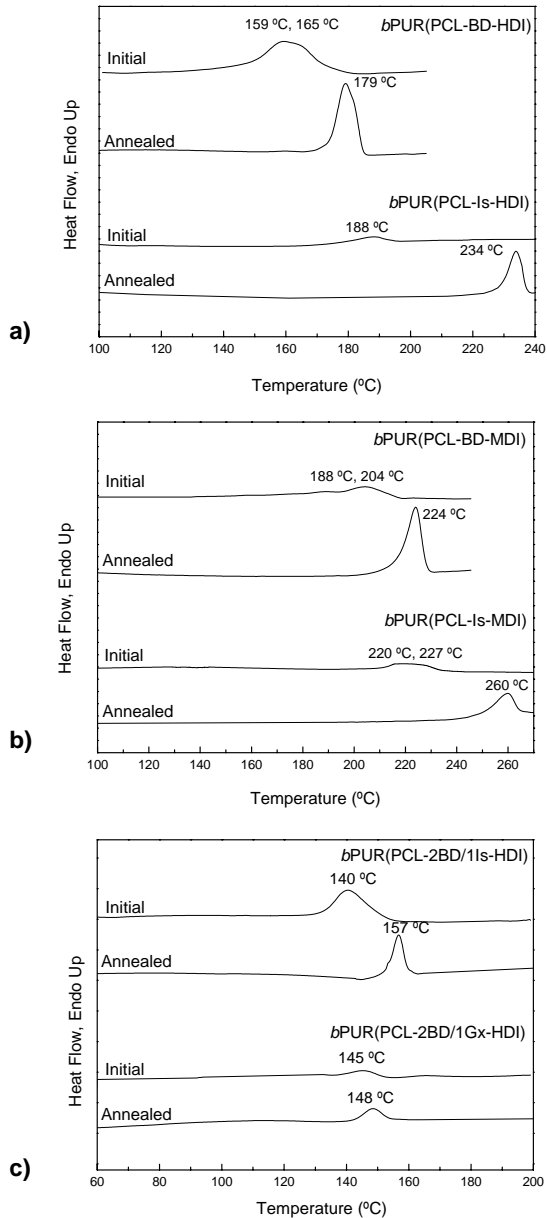 159 ºC, 165 ºC
bPUR(PCL-BD-HDI)
Initial
179 ºC
Annealed
bPUR(PCL-Is-HDI)
Initial
188 ºC
234 ºC
Annealed
Heat Flow, Endo Up
a)
100 120 140 160 180 200 220 240
Temperature (ºC)
bPUR(PCL-BD-MDI)
188 ºC, 204 ºC
Initial
224 ºC
Annealed
bPUR(PCL-Is-MDI)
Initial
220 ºC, 227 ºC
260 ºC
Annealed
Heat Flow, Endo Up
b)
100 120 140 160 180 200 220 240 260
Temperature (ºC)
bPUR(PCL-2BD/1Is-HDI)
140 ºC
Initial
157 ºC
Annealed
bPUR(PCL-2BD/1Gx-HDI)
145 ºC
Initial
148 ºC
Annealed
Heat Flow, Endo Up
c)
60 80 100 120 140 160 180 200
Temperature (ºC)